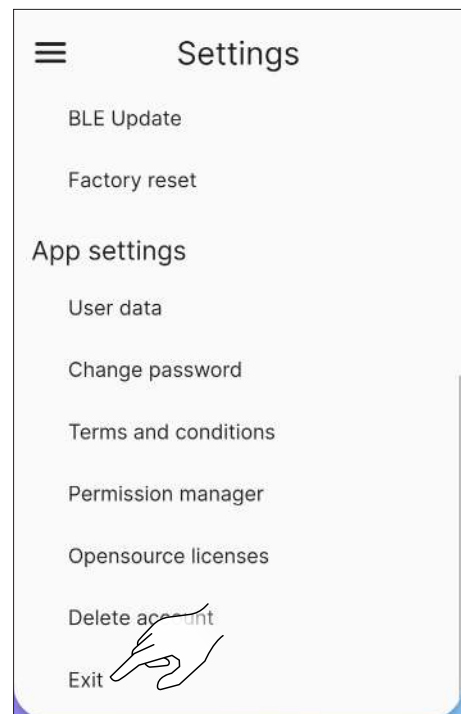 Settings
BLE Update
Factory reset
App settings
User data
Change password
Terms and conditions
Permission manager
Opensource licenses
Delete account
Exit